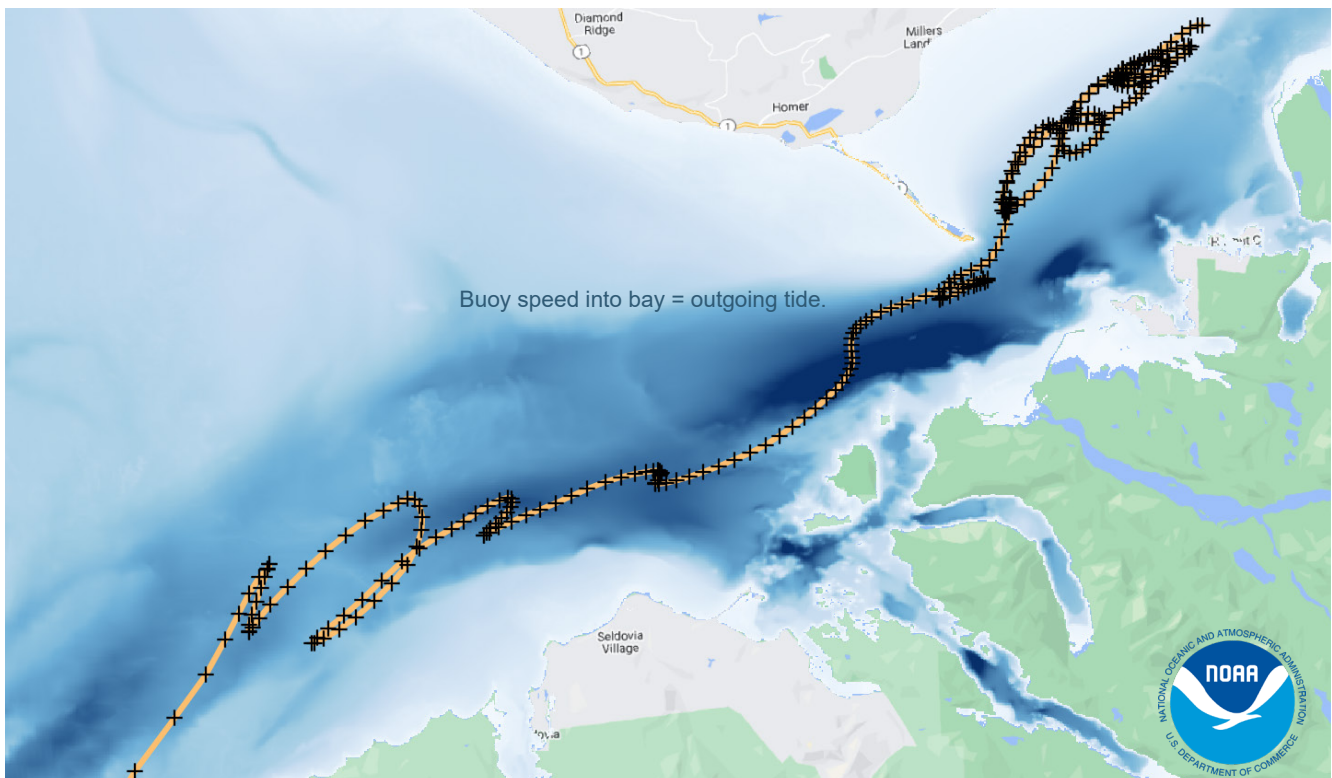 Diamond
Ridge
1
Millers
Land
Homer
1
1
Buoy speed into bay = outgoing tide.
Seldovia
Village
NATIONAL OCEANIC AND ATMOSPHERIC ADMINISTRATION
NOAA
U.S. DEPARTMENT OF COMMERCE